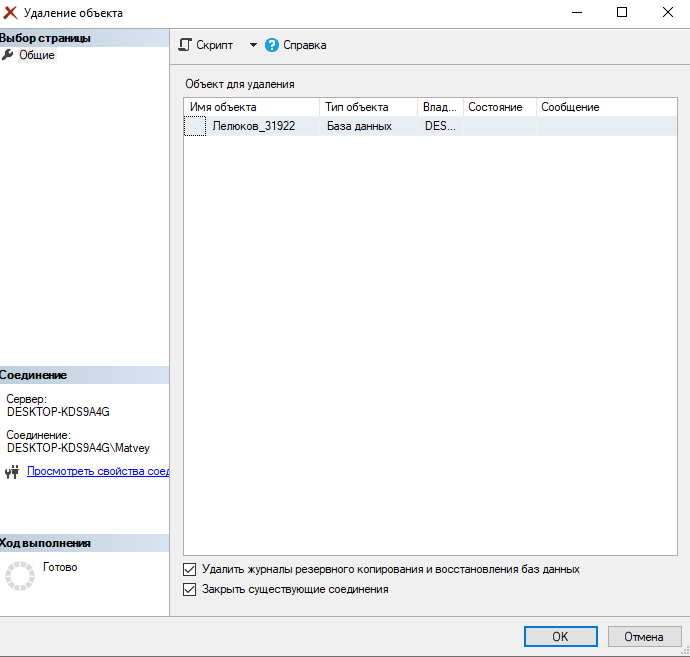 Удаление объекта
Выбор страницы
Общие
Скрипт
Справка
Объект для удаления
Имя объекта Тип объекта Влад... Состояние Сообщение
Лелюков_31922 База данных DES...
Соединение
Сервер:
DESKTOP-KDS9A4G
Соединение:
DESKTOP-KDS9A4G\Matvey
Просмотреть свойства соед
Ход выполнения
Готово
Удалить журналы резервного копирования и восстановления баз данных
Закрыть существующие соединения
OK
Отмена